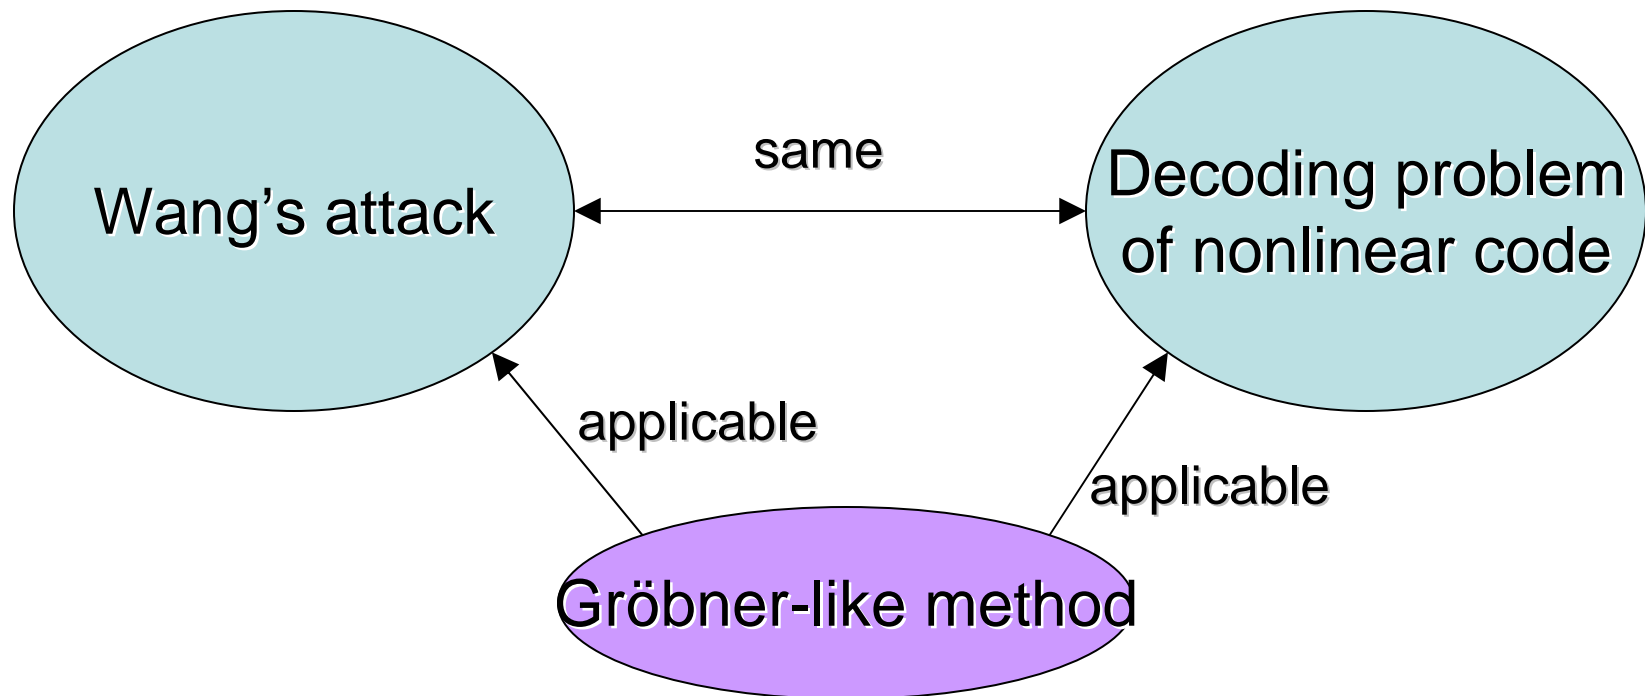 same
Wang’s attack
Decoding problem
of nonlinear code
applicable
applicable
Gröbner-like method